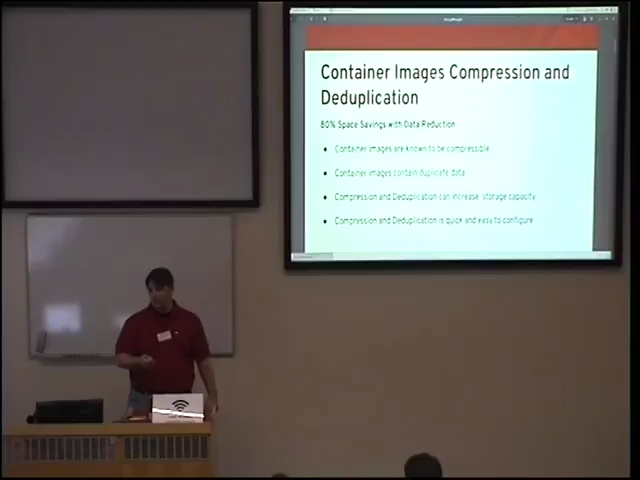 Container Images Compression and
Deduplication
80% Space Savings with Data Reduction
• Container images are known to be compressible
• Container images contain duplicate data
• Compression and Deduplication can increase storage capacity
• Compression and Deduplication is quick and easy to configure